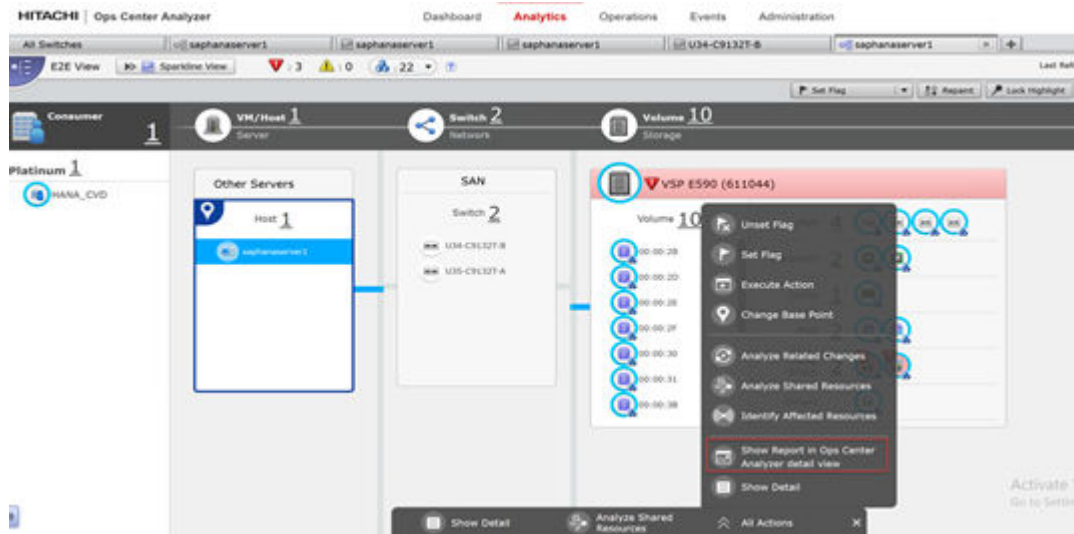 HITACHI | Ops Center Analyzer
Dashboard Analytics Operations Events Administration
All Switches saphanaserver1 saphanaserver1 saphanaserver1 U34-C9132T-B saphanaserver1 × +
E2E View Sparkline View : 3 : 0 22
Set Flag Repaint Lock Highlight
Consumer 1
VM/Host 1
Server
Switch 2
Network
Volume 10
Storage
Platinum 1
HANA_CVD
Other Servers
Host 1
saphanaserver1
SAN
Switch 2
U34-C9132T-B
U35-C9132T-A
VSP E590 (611044)
Volume 10
00:00:2B
00:00:2D
00:00:2E
00:00:2F
00:00:30
00:00:31
00:00:3B
Unset Flag
Set Flag
Execute Action
Change Base Point
Analyze Related Changes
Analyze Shared Resources
Identify Affected Resources
Show Report in Ops Center
Analyzer detail view
Show Detail
Show Detail
Analyze Shared
Resources
All Actions ×
Activate
Go to